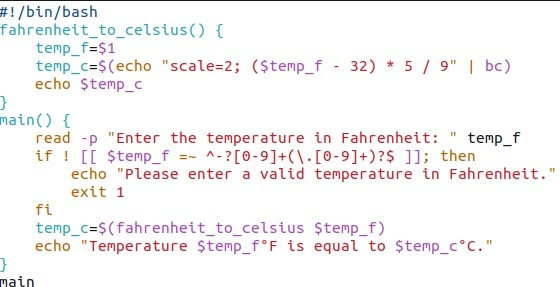 #!/bin/bash
fahrenheit_to_celsius() {
    temp_f=$1
    temp_c=$(echo "scale=2; ($temp_f - 32) * 5 / 9" | bc)
    echo $temp_c
}
main() {
    read -p "Enter the temperature in Fahrenheit: " temp_f
    if ! [[ $temp_f =~ ^-?[0-9]+(\.[0-9]+)?$ ]]; then
        echo "Please enter a valid temperature in Fahrenheit."
        exit 1
    fi
    temp_c=$(fahrenheit_to_celsius $temp_f)
    echo "Temperature $temp_f°F is equal to $temp_c°C."
}
main